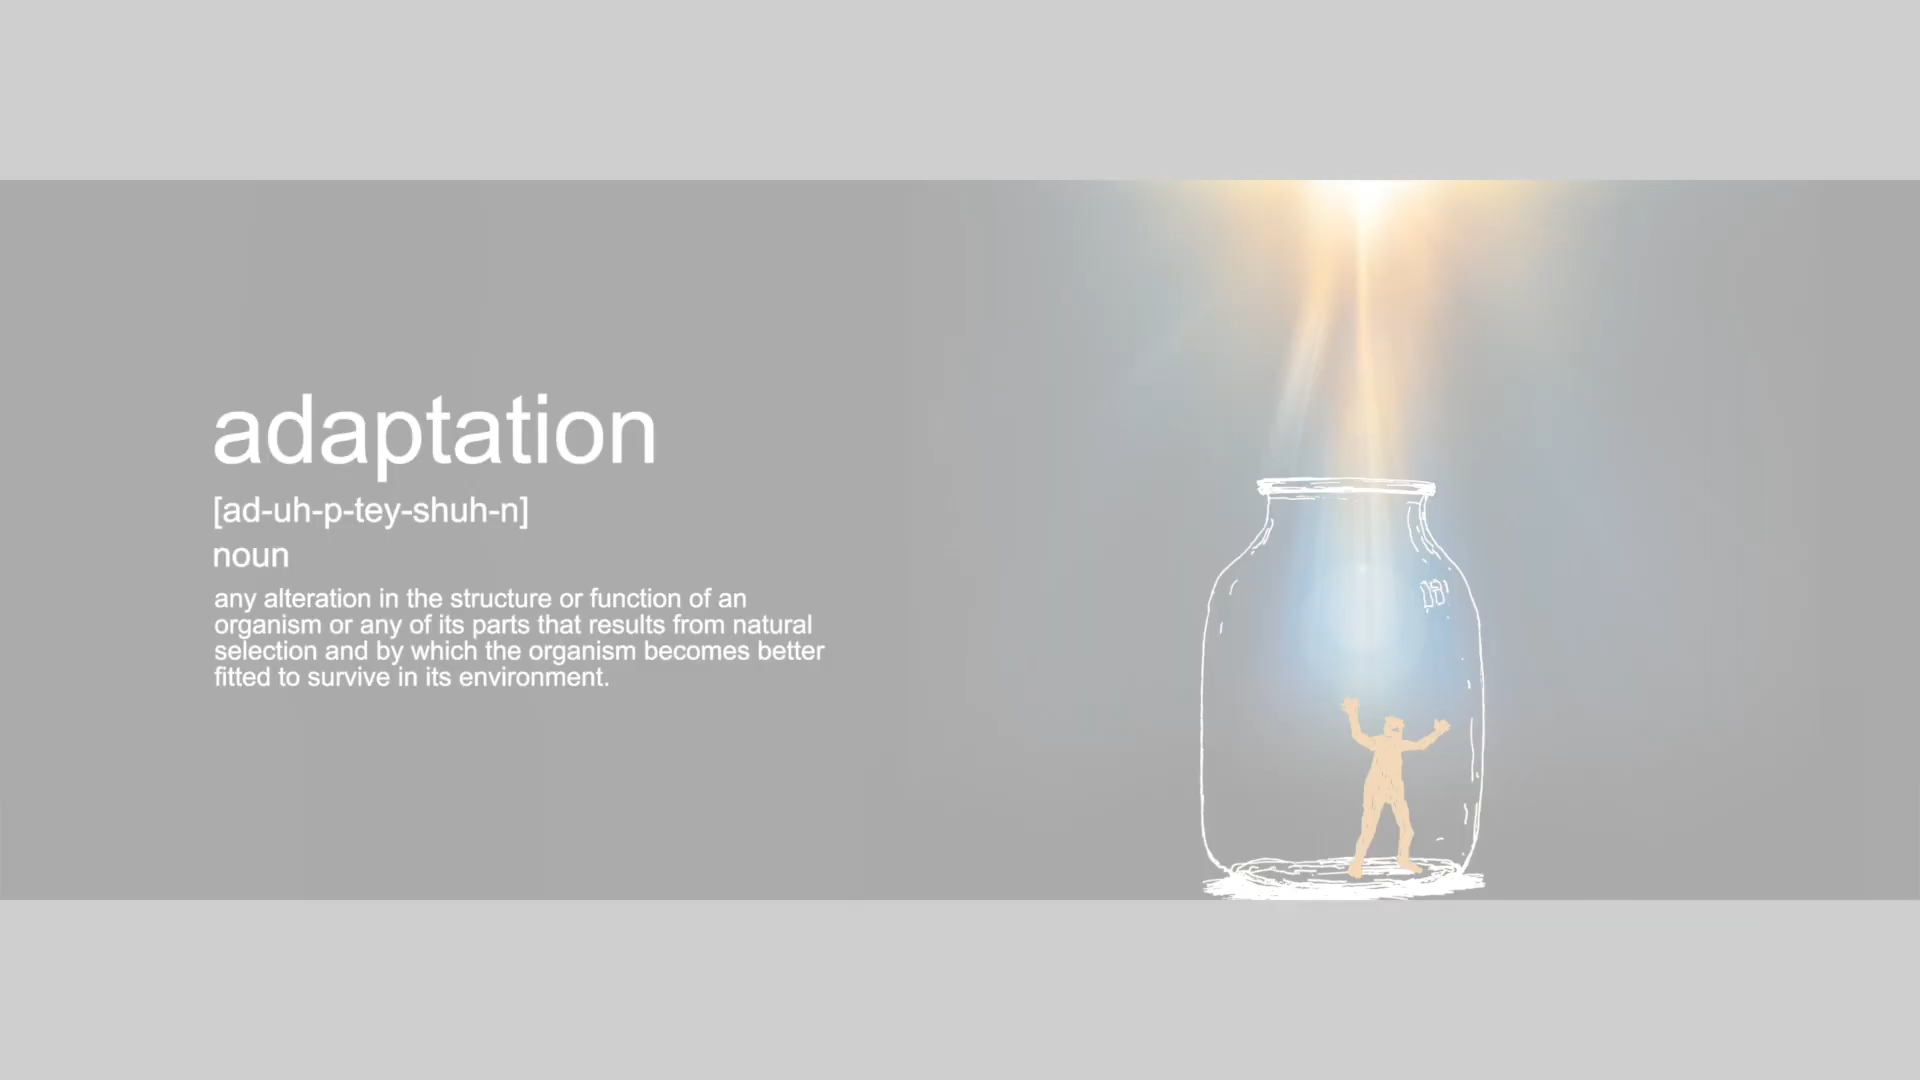 adaptation
[ad-uh-p-tey-shuh-n]
noun
any alteration in the structure or function of an
organism or any of its parts that results from natural
selection and by which the organism becomes better
fitted to survive in its environment.